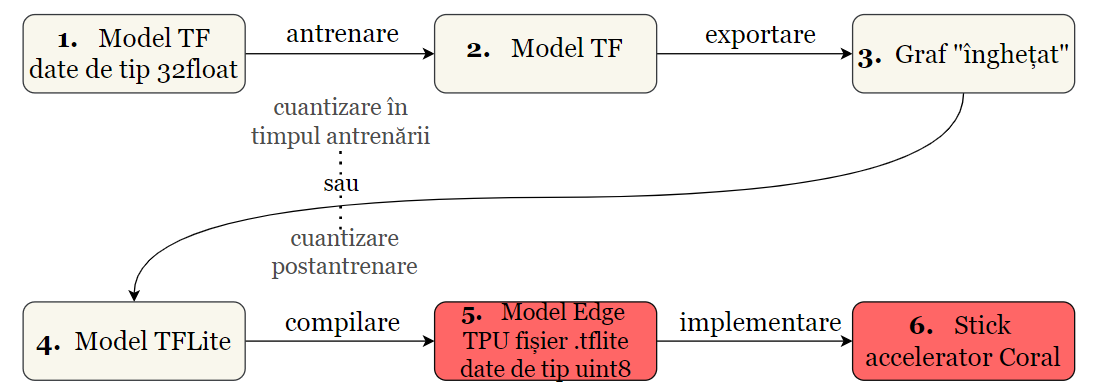 1. Model TF
date de tip 32float
antrenare
2. Model TF
exportare
3. Graf "înghețat"
cuantizare în
timpul antrenării
sau
cuantizare
postantrenare
4. Model TFLite
compilare
5. Model Edge
TPU fișier .tflite
date de tip uint8
implementare
6. Stick
accelerator Coral